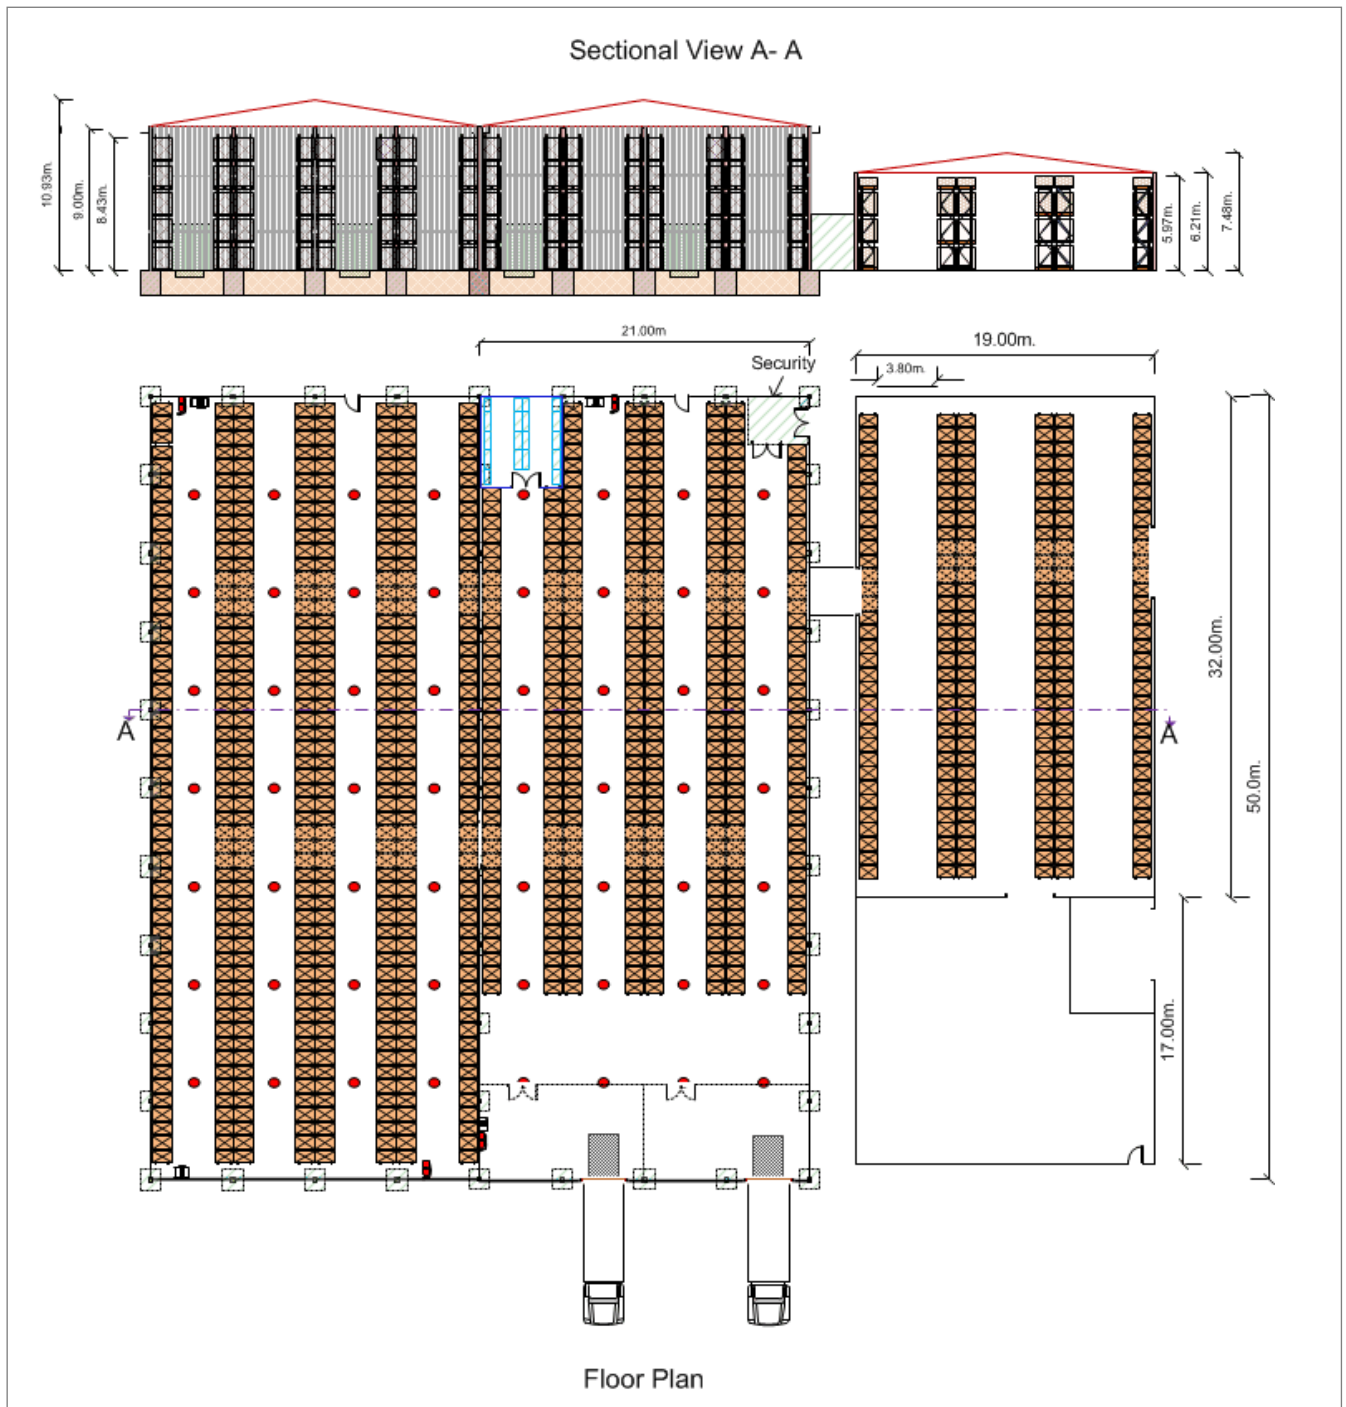 Sectional View A- A
10.93m.
9.00m.
8.43m.
5.97m.
6.21m.
7.48m.
21.00m
19.00m.
Security
3.80m.
32.00m.
A
A
50.0m.
17.00m.
Floor Plan